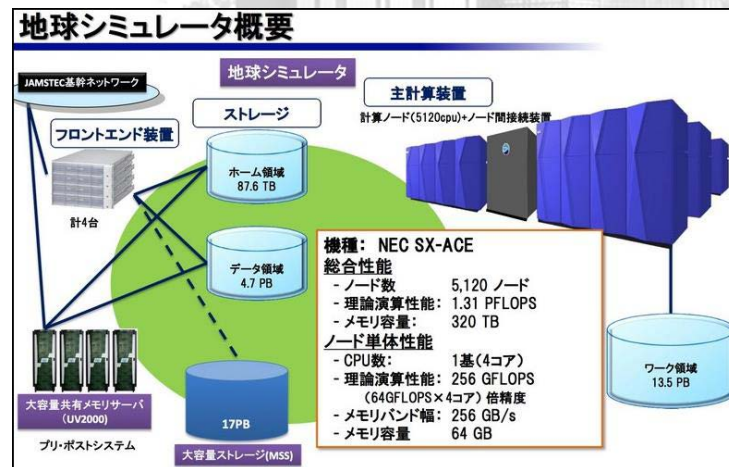 地球シミュレータ概要
JAMSTEC基幹ネットワーク
地球シミュレータ
フロントエンド装置
計4台
ストレージ
ホーム領域
87.6 TB
データ領域
4.7 PB
主計算装置
計算ノード(5120cpu)+ノード間接続装置
機種: NEC SX-ACE
総合性能
- ノード数 5,120 ノード
- 理論演算性能: 1.31 PFLOPS
- メモリ容量: 320 TB
ノード単体性能
- CPU数: 1基(4コア)
- 理論演算性能: 256 GFLOPS
(64GFLOPS×4コア) 倍精度
- メモリバンド幅: 256 GB/s
- メモリ容量 64 GB
ワーク領域
13.5 PB
大容量共有メモリサーバ
(UV2000)
プリ・ポストシステム
17PB
大容量ストレージ(MSS)